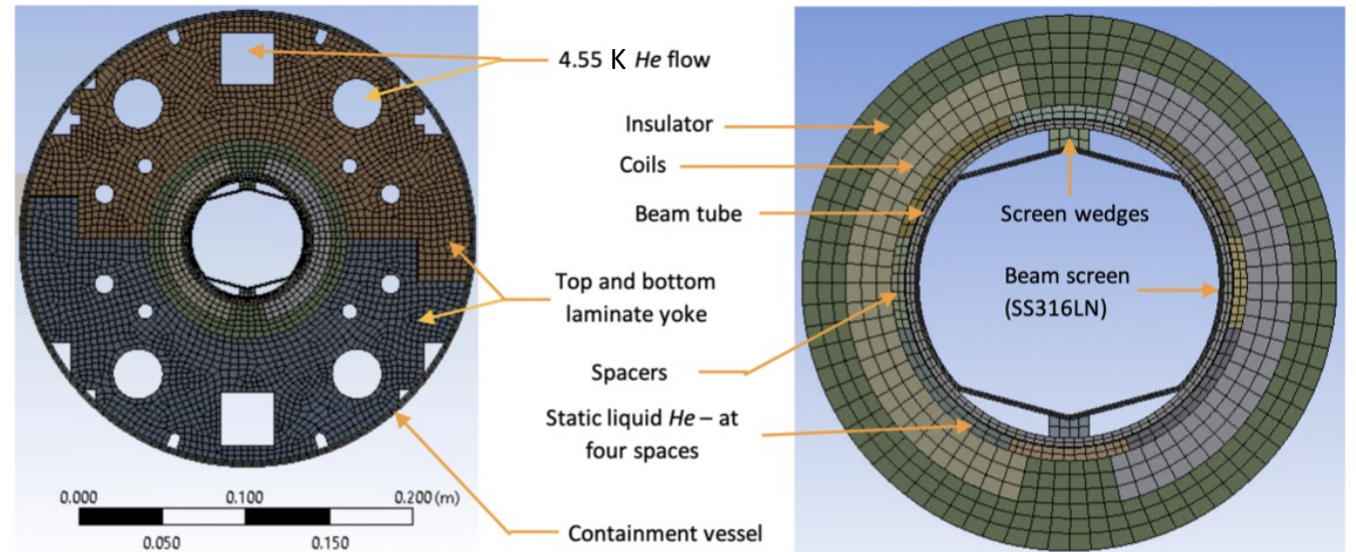 4.55 K He flow
Insulator
Coils
Beam tube
Screen wedges
Beam screen
(SS316LN)
Top and bottom
laminate yoke
Spacers
Static liquid He – at
four spaces
Containment vessel
0.000 0.100 0.200 (m)
0.050 0.150